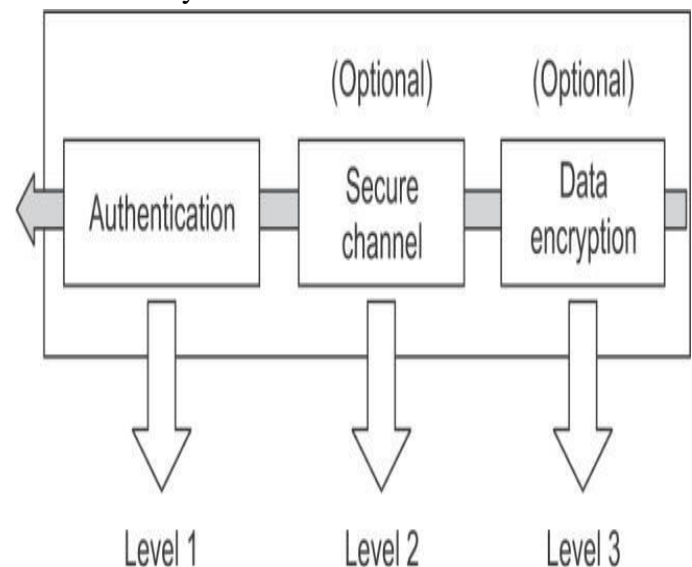 (Optional) (Optional)
Authentication
Secure
channel
Data
encryption
Level 1 Level 2 Level 3